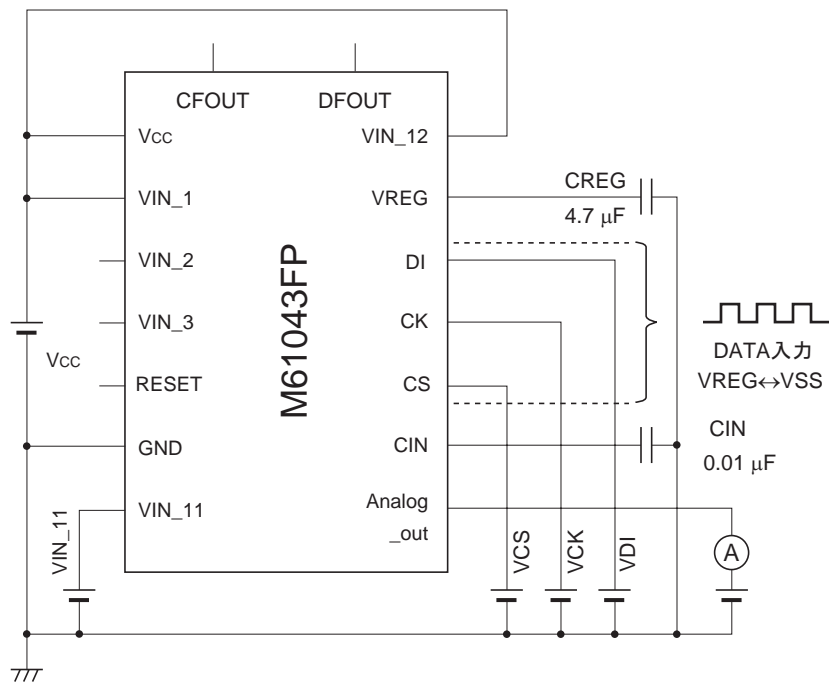 CFOUT
DFOUT
Vcc
VIN_12
VIN_1
VREG
CREG
4.7 µF
VIN_2
DI
VIN_3
CK
M61043FP
Vcc
DATA入力
VREG↔VSS
RESET
CS
GND
CIN
CIN
0.01 µF
VIN_11
Analog
_out
VIN_11
VCS
VCK
VDI
A